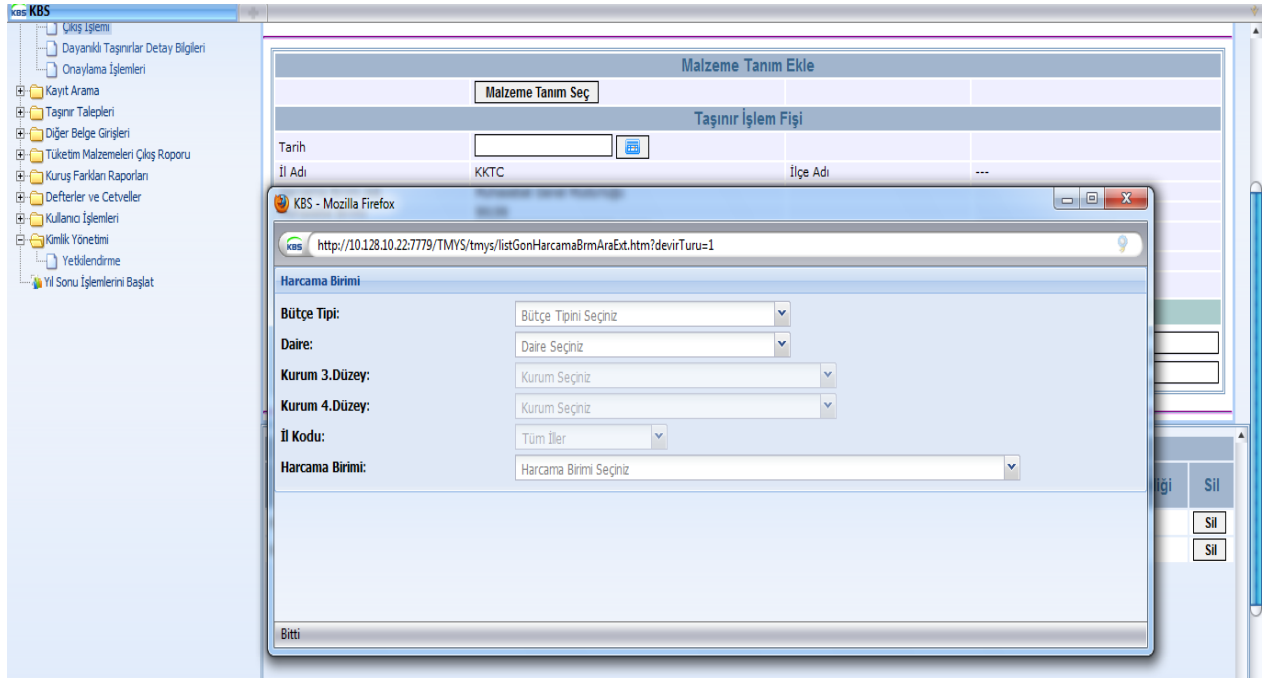 KBS KBS
Çıkış İşlemi
Dayanıklı Taşınırlar Detay Bilgileri
Onaylama İşlemleri
Kayıt Arama
Taşınır Talepleri
Diğer Belge Girişleri
Tüketim Malzemeleri Çıkış Roporu
Kuruş Farkları Raporları
Defterler ve Cetveller
Kullanıcı İşlemleri
Kimlik Yönetimi
Yetkilendirme
Yıl Sonu İşlemlerini Başlat
Malzeme Tanım Ekle
Malzeme Tanım Seç
Taşınır İşlem Fişi
Tarih
İl Adı KKTC İlçe Adı ---
KBS - Mozilla Firefox
KBS http://10.128.10.22:7779/TMYS/tmys/listGonHarcamaBrmAraExt.htm?devirTuru=1
Harcama Birimi
Bütçe Tipi: Bütçe Tipini Seçiniz
Daire: Daire Seçiniz
Kurum 3.Düzey: Kurum Seçiniz
Kurum 4.Düzey: Kurum Seçiniz
İl Kodu: Tüm İller
Harcama Birimi: Harcama Birimi Seçiniz
Bitti
iği Sil
Sil
Sil